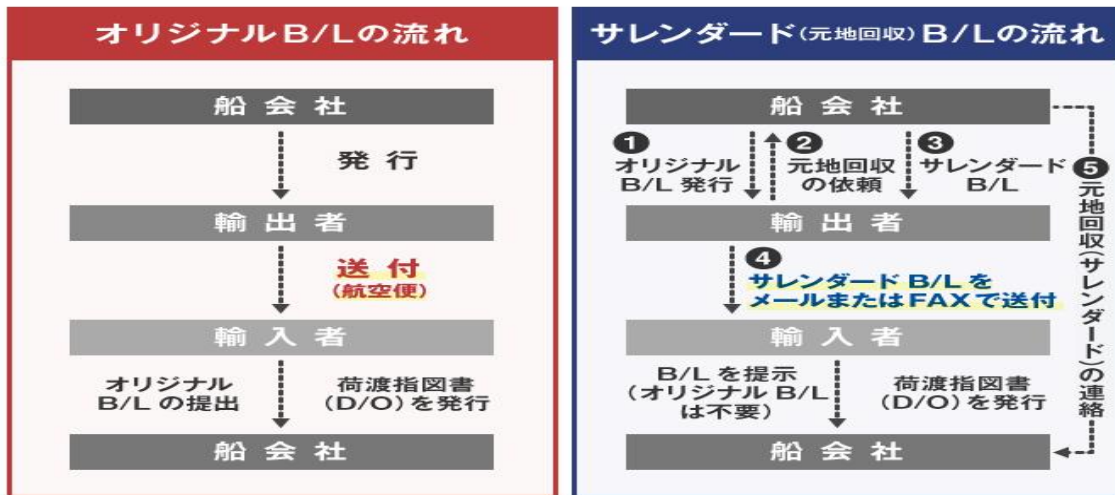 オリジナルB/Lの流れ
船会社
発行
輸出者
送付
(航空便)
輸入者
オリジナル
B/Lの提出
荷渡指図書
(D/O)を発行
船会社
サレンダード(元地回収)B/Lの流れ
船会社
❶
オリジナル
B/L 発行
❷
元地回収
の依頼
❸
サレンダード
B/L
❺
元地回収(サレンダード)の連絡
輸出者
❹
サレンダード B/Lを
メールまたはFAXで送付
輸入者
B/Lを提示
(オリジナル B/L
は不要)
荷渡指図書
(D/O)を発行
船会社